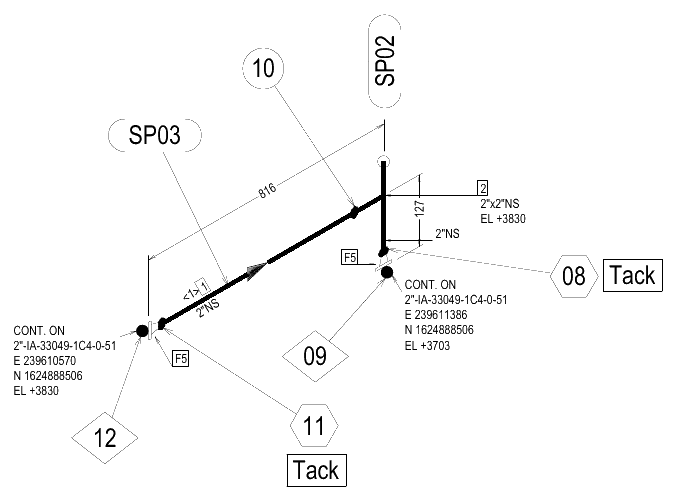 SP02
10
SP03
816
2
2"x2"NS
EL +3830
127
2"NS
F5
08
Tack
<1>
1
2"NS
CONT. ON
2"-IA-33049-1C4-0-51
E 239611386
N 1624888506
EL +3703
CONT. ON
2"-IA-33049-1C4-0-51
E 239610570
N 1624888506
EL +3830
F5
09
12
11
Tack